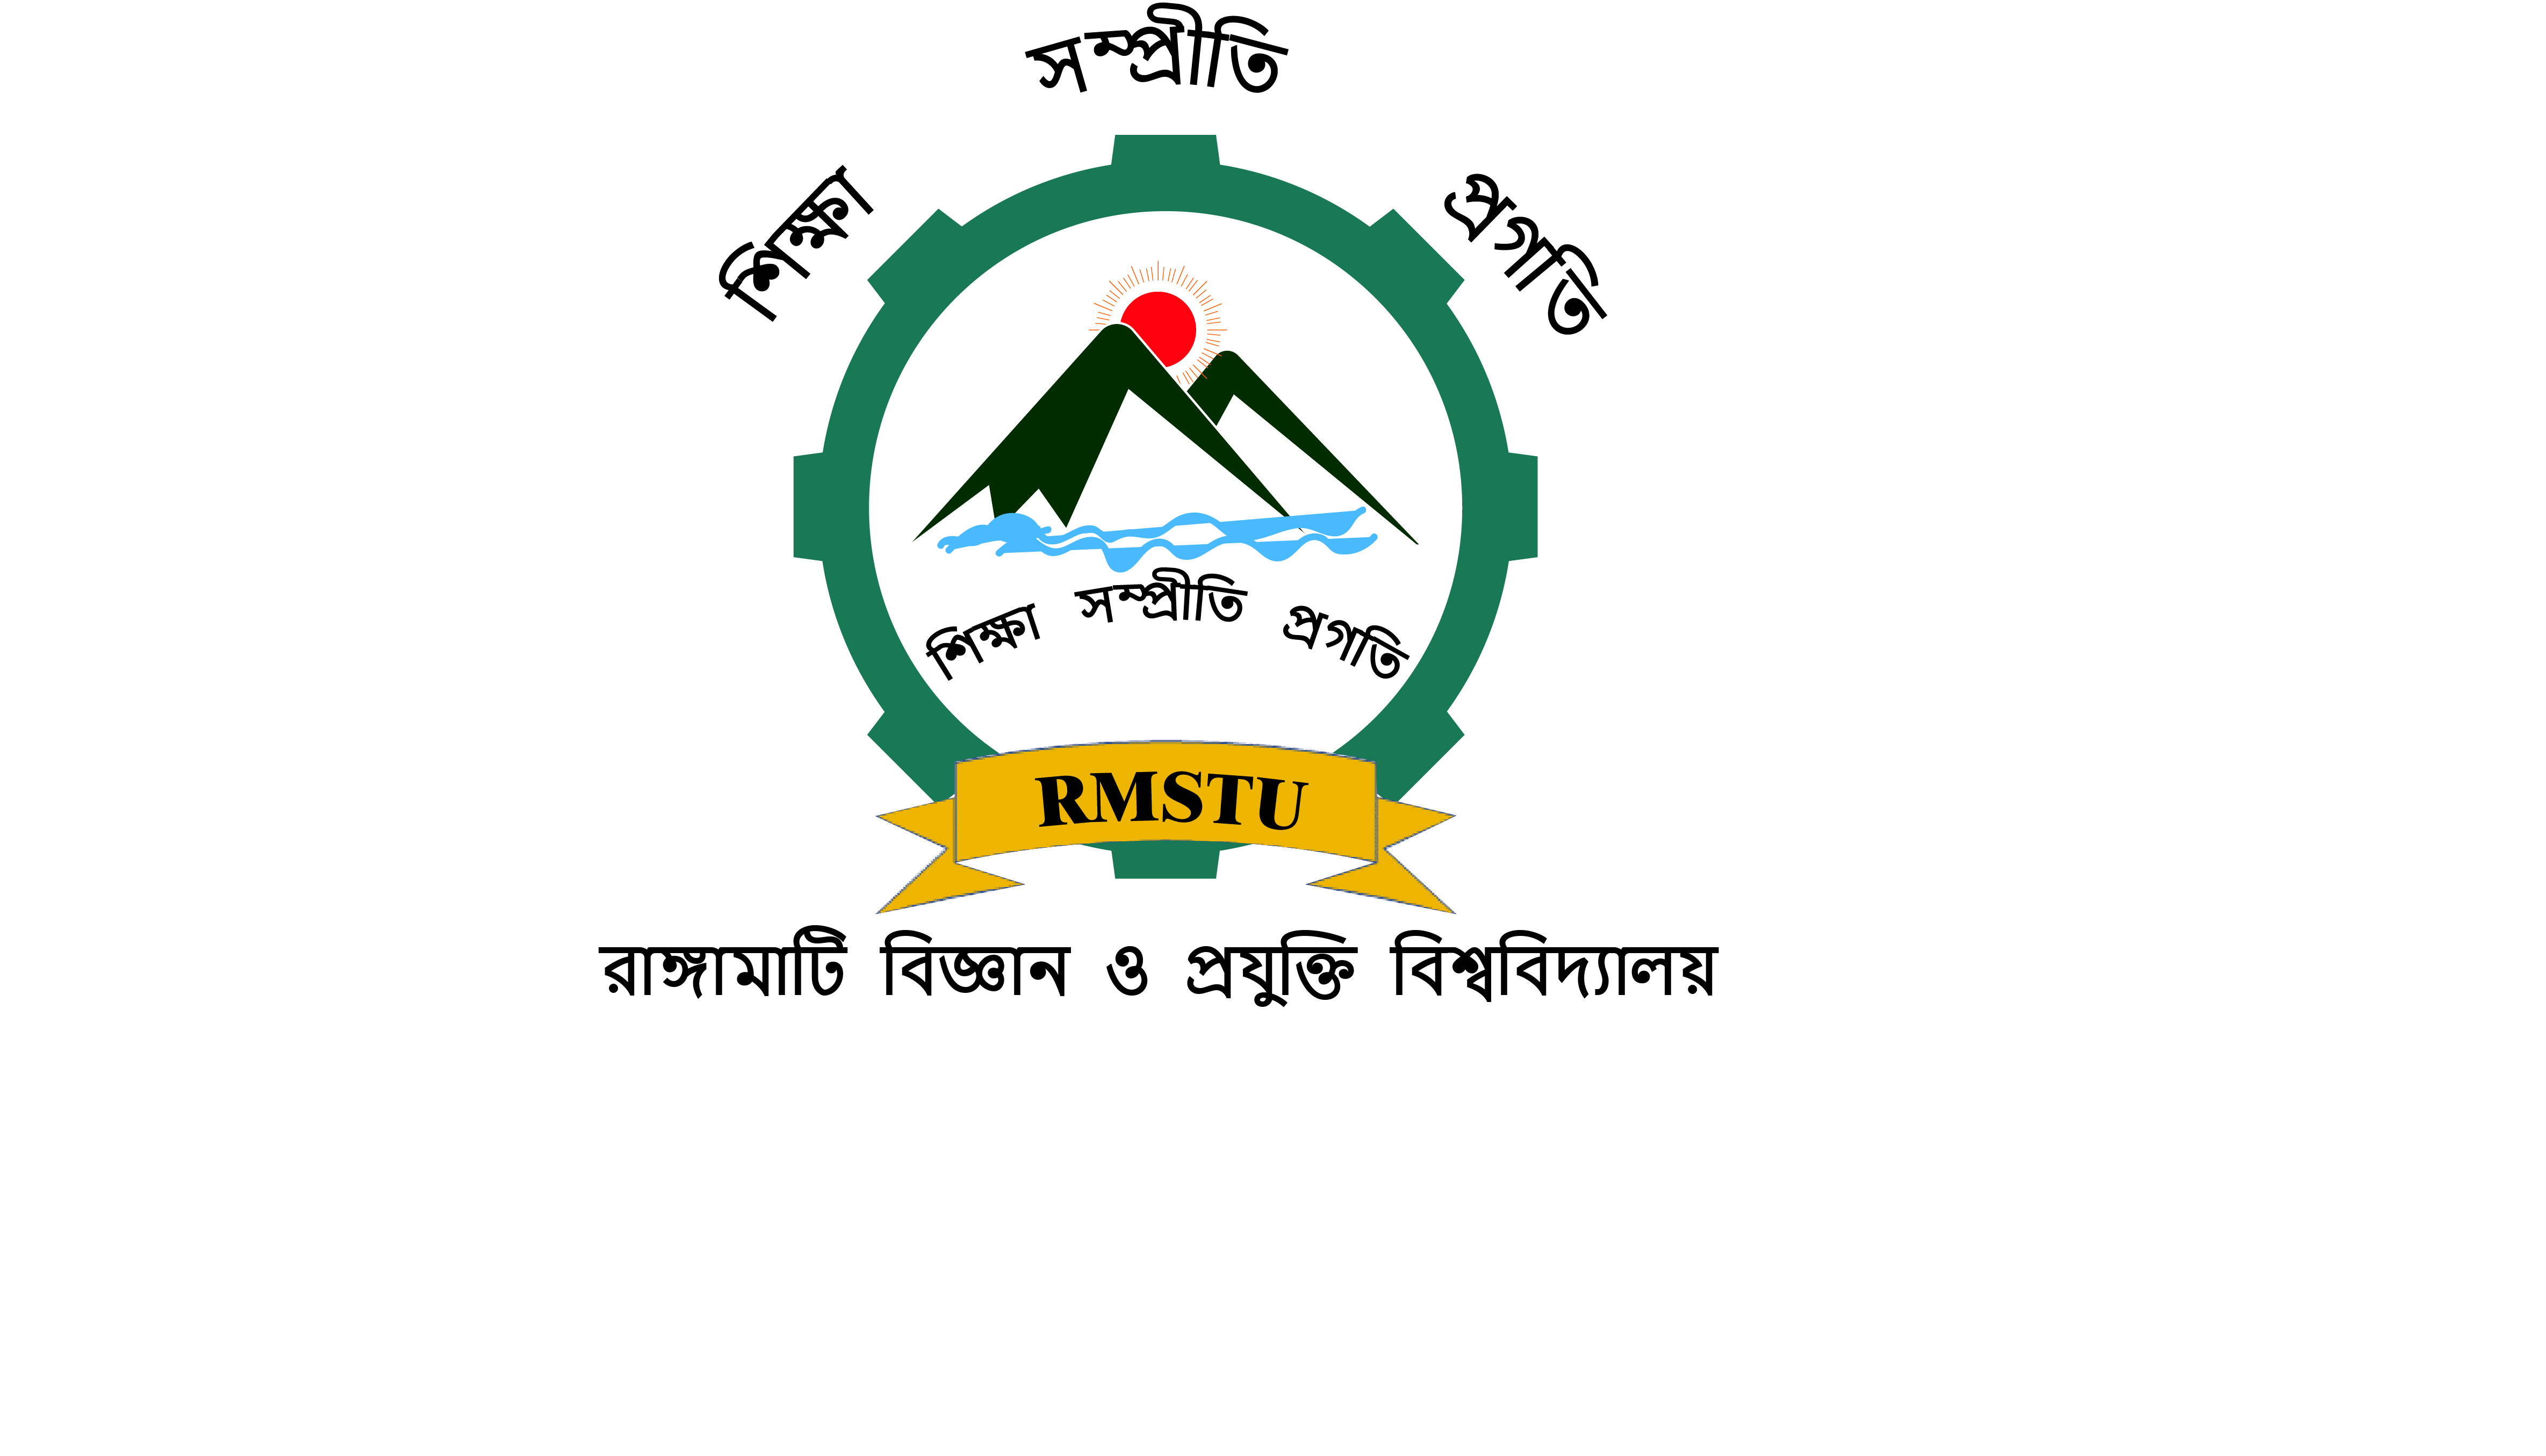 শিক্ষা সম্প্রীতি প্রগতি
শিক্ষা সম্প্রীতি প্রগতি
RMSTU
রাঙ্গামাটি বিজ্ঞান ও প্রযুক্তি বিশ্ববিদ্যালয়